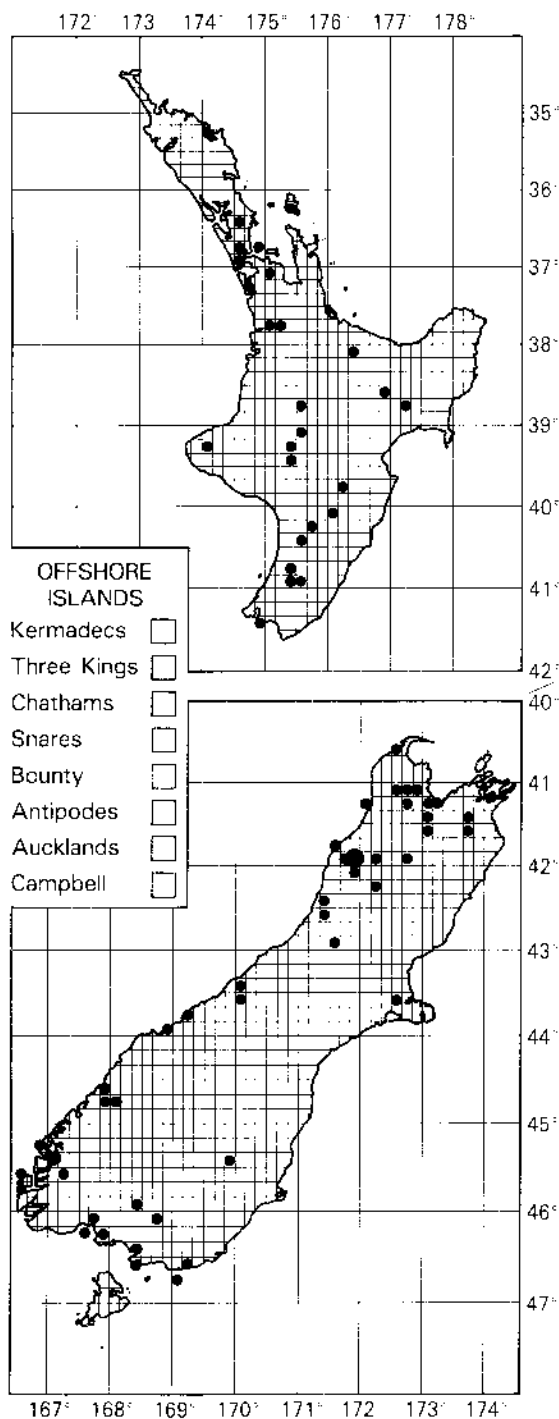 172° 173° 174° 175° 176° 177° 178°
35°
36°
37°
38°
39°
40°
41°
42°
OFFSHORE
ISLANDS
Kermadecs
Three Kings
Chathams
Snares
Bounty
Antipodes
Aucklands
Campbell
40°
41°
42°
43°
44°
45°
46°
47°
167° 168° 169° 170° 171° 172° 173° 174°